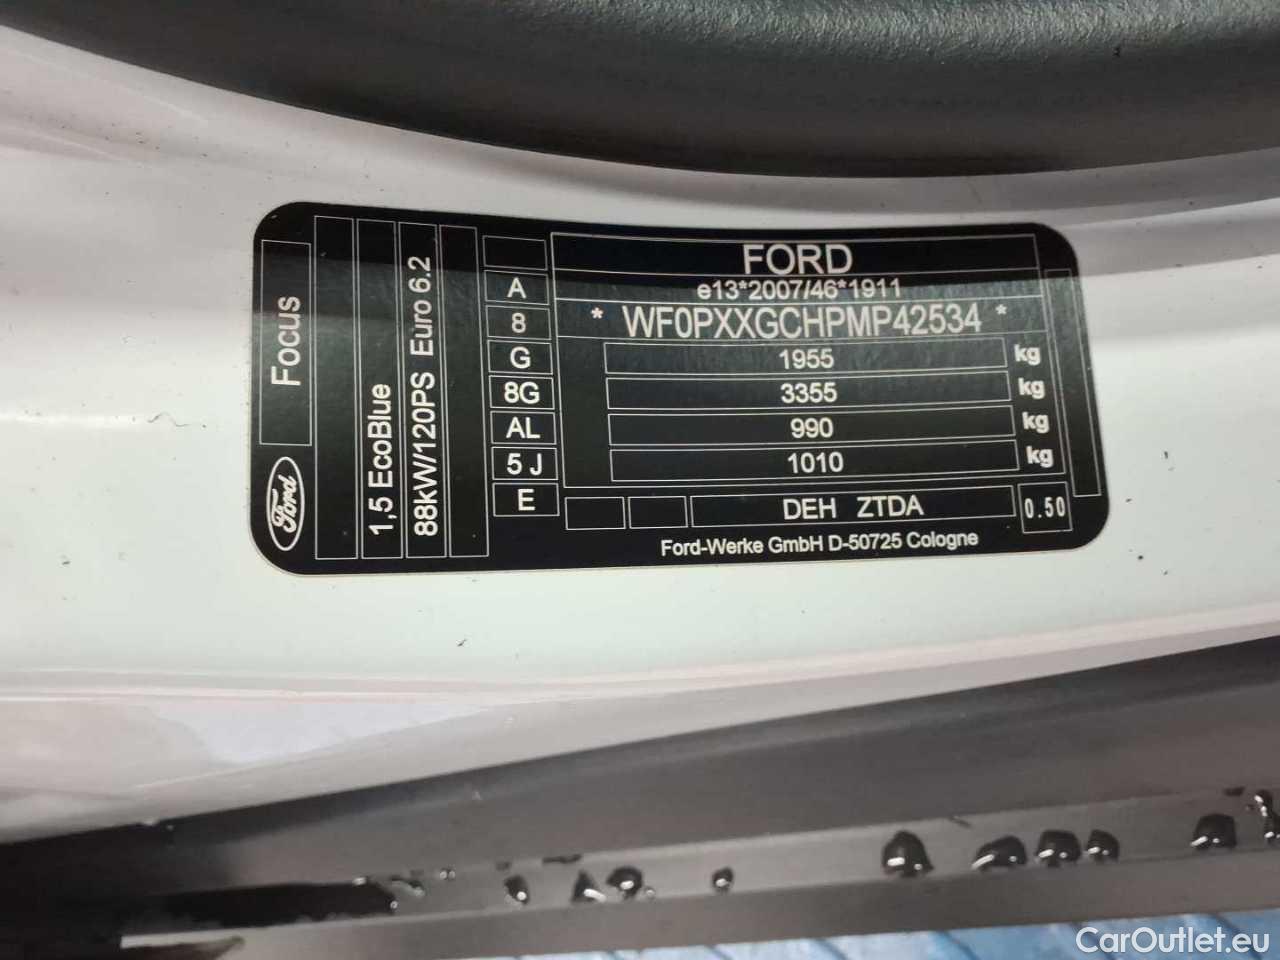 Ford
Focus
1,5 EcoBlue
88kW/120PS Euro 6.2
A
8
G
8G
AL
5 J
E
FORD
e13*2007/46*1911
* WF0PXXGCHPMP42534 *
1955 kg
3355 kg
990 kg
1010 kg
DEH ZTDA
0.50
Ford-Werke GmbH D-50725 Cologne
CarOutlet.eu